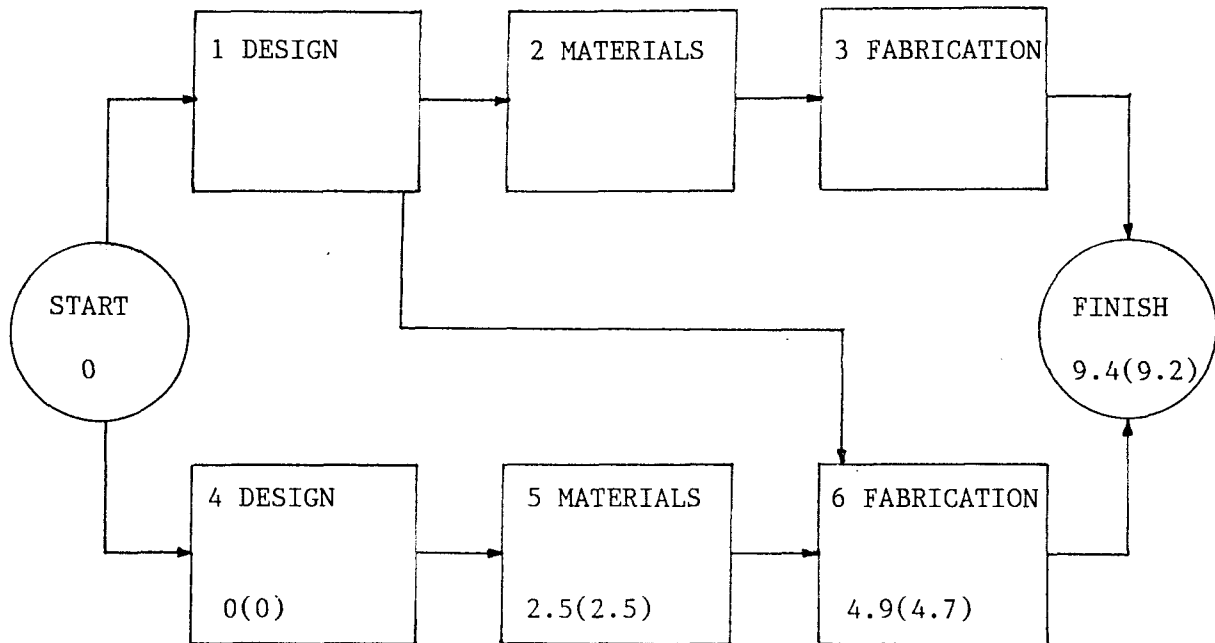 1 DESIGN
2 MATERIALS
3 FABRICATION
START
0
FINISH
9.4(9.2)
4 DESIGN
0(0)
5 MATERIALS
2.5(2.5)
6 FABRICATION
4.9(4.7)